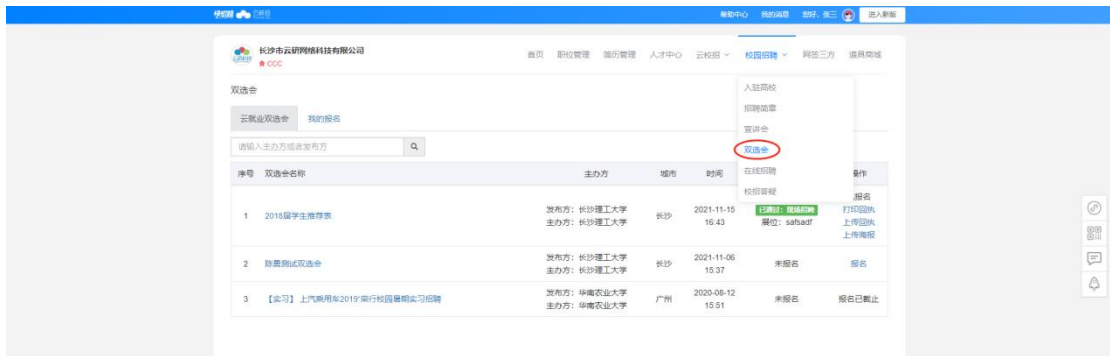 帮助中心 我的消息 您好，张三 进入新版
长沙市云研网络科技有限公司
CCC
首页 职位管理 简历管理 人才中心 云校招 校园招聘 网签三方 道具商城
入驻高校
招聘简章
宣讲会
双选会
在线招聘
校招答疑
双选会
云就业双选会 我的报名
请输入主办方或者发布方
序号 双选会名称 主办方 城市 时间
1 2018届学生推荐表 发布方：长沙理工大学 主办方：长沙理工大学 长沙 2021-11-15 16:43 已通过：现场招聘 展位：safsadf 打印回执 上传回执 上传海报
2 陈曼测试双选会 发布方：长沙理工大学 主办方：长沙理工大学 长沙 2021-11-06 15:37 未报名 报名
3 【实习】上汽乘用车2019"荣行校园暑期实习招聘 发布方：华南农业大学 主办方：华南农业大学 广州 2020-08-12 15:51 未报名 报名已截止